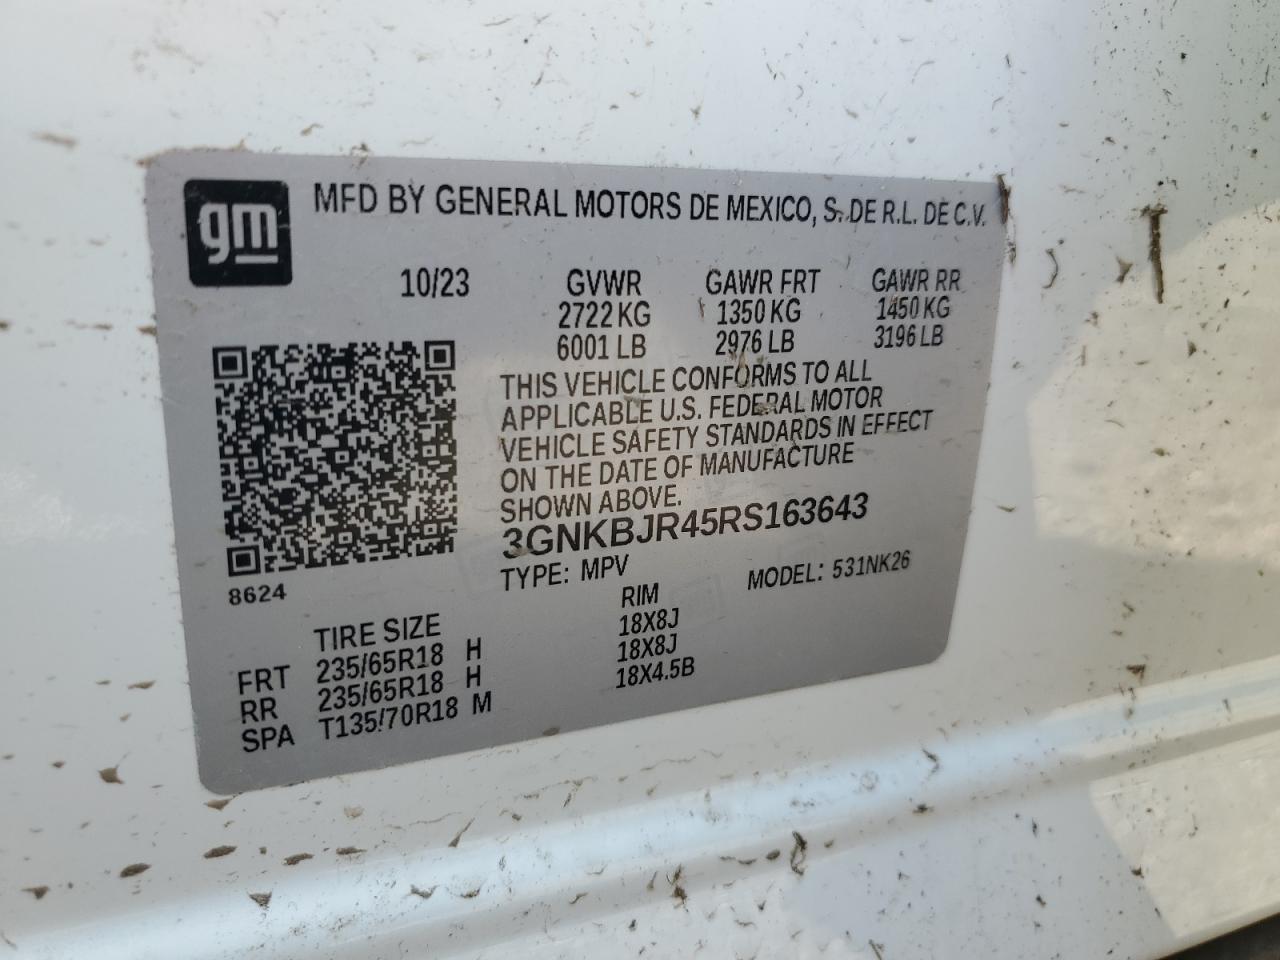 gm
MFD BY GENERAL MOTORS DE MEXICO, S. DE R.L. DE C.V.
10/23 GVWR GAWR FRT GAWR RR
2722 KG 1350 KG 1450 KG
6001 LB 2976 LB 3196 LB
THIS VEHICLE CONFORMS TO ALL
APPLICABLE U.S. FEDERAL MOTOR
VEHICLE SAFETY STANDARDS IN EFFECT
ON THE DATE OF MANUFACTURE
SHOWN ABOVE.
3GNKBJR45RS163643
TYPE: MPV MODEL: 531NK26
8624
TIRE SIZE RIM
FRT 235/65R18 H 18X8J
RR 235/65R18 H 18X8J
SPA T135/70R18 M 18X4.5B